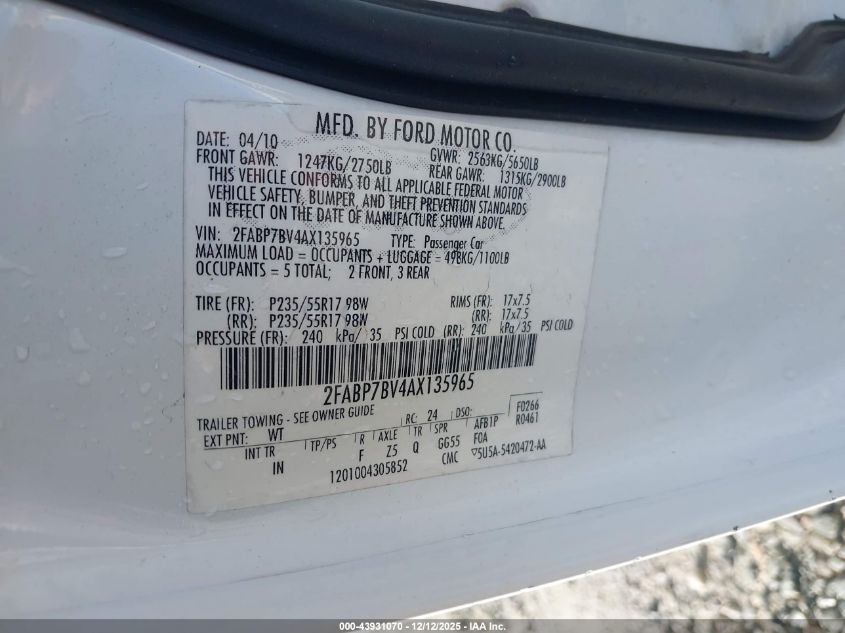 MFD. BY FORD MOTOR CO.
DATE: 04/10 GVWR: 2563KG/5650LB
FRONT GAWR: 1247KG/2750LB REAR GAWR: 1315KG/2900LB
THIS VEHICLE CONFORMS TO ALL APPLICABLE FEDERAL MOTOR
VEHICLE SAFETY, BUMPER, AND THEFT PREVENTION STANDARDS
IN EFFECT ON THE DATE OF MANUFACTURE SHOWN ABOVE.
VIN: 2FABP7BV4AX135965 TYPE: Passenger Car
MAXIMUM LOAD = OCCUPANTS + LUGGAGE = 498KG/1100LB
OCCUPANTS = 5 TOTAL; 2 FRONT, 3 REAR
TIRE (FR): P235/55R17 98W RIMS (FR): 17x7.5
(RR): P235/55R17 98W (RR): 17x7.5
PRESSURE (FR): 240 kPa/ 35 PSI COLD (RR): 240 kPa/35 PSI COLD
2FABP7BV4AX135965
TRAILER TOWING - SEE OWNER GUIDE RC: 24 DSO: F0266
EXT PNT: WT AFB1P R0461
INT TR TP/PS R AXLE TR SPR FOA
IN F Z5 Q GG55 ▽5U5A-5420472-AA
1201004305852 CMC
000-43931070 - 12/12/2025 - IAA, Inc.